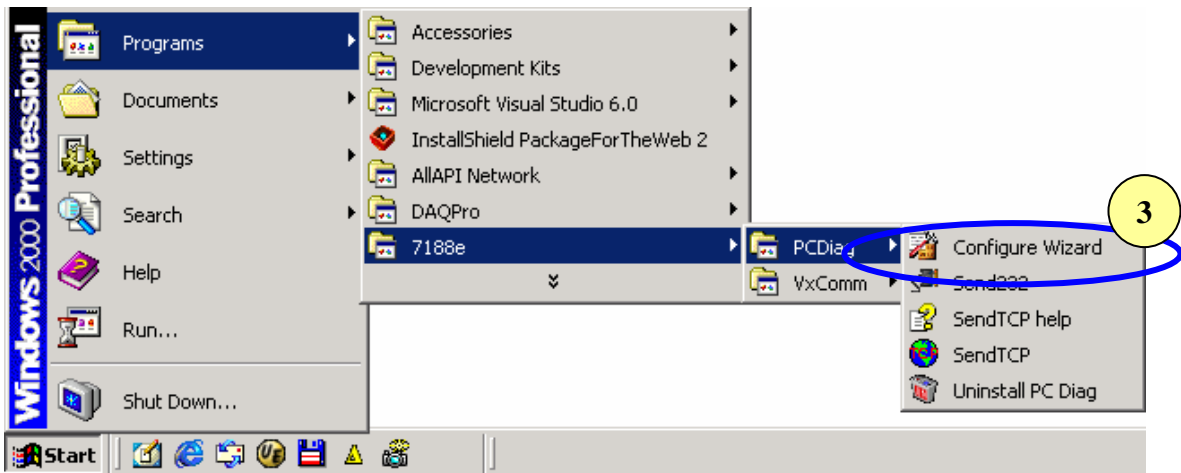 Windows 2000 Professional
Programs
Documents
Settings
Search
Help
Run...
Shut Down...
Start
Accessories
Development Kits
Microsoft Visual Studio 6.0
InstallShield PackageForTheWeb 2
AllAPI Network
DAQPro
7188e
PCDiag
VxComm
3
Configure Wizard
Send232
SendTCP help
SendTCP
Uninstall PC Diag